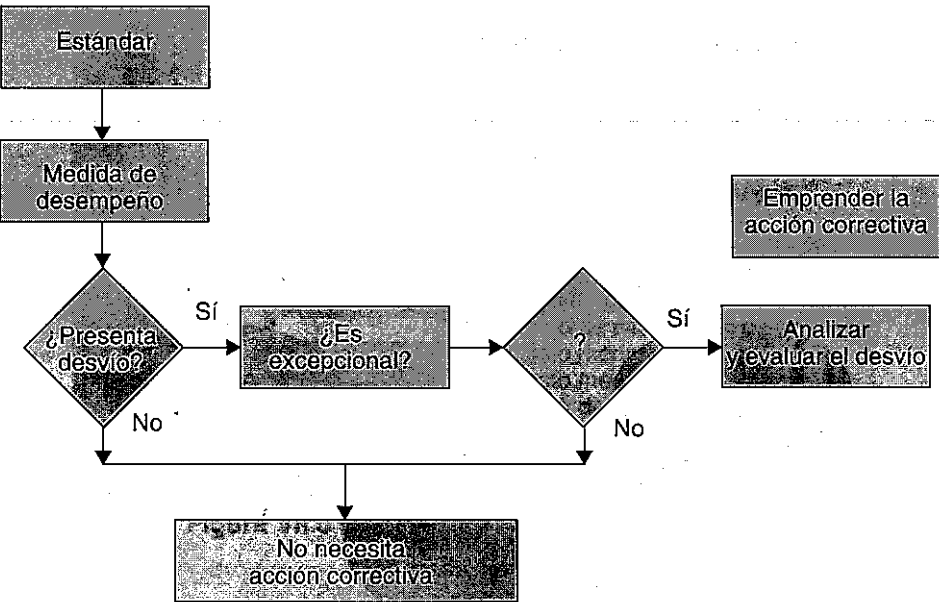 Estándar
Medida de
desempeño
Emprender la
acción correctiva
¿Presenta
desvío?
Sí
¿Es
excepcional?
?
Sí
Analizar
y evaluar el desvío
No
No
No necesita
acción correctiva